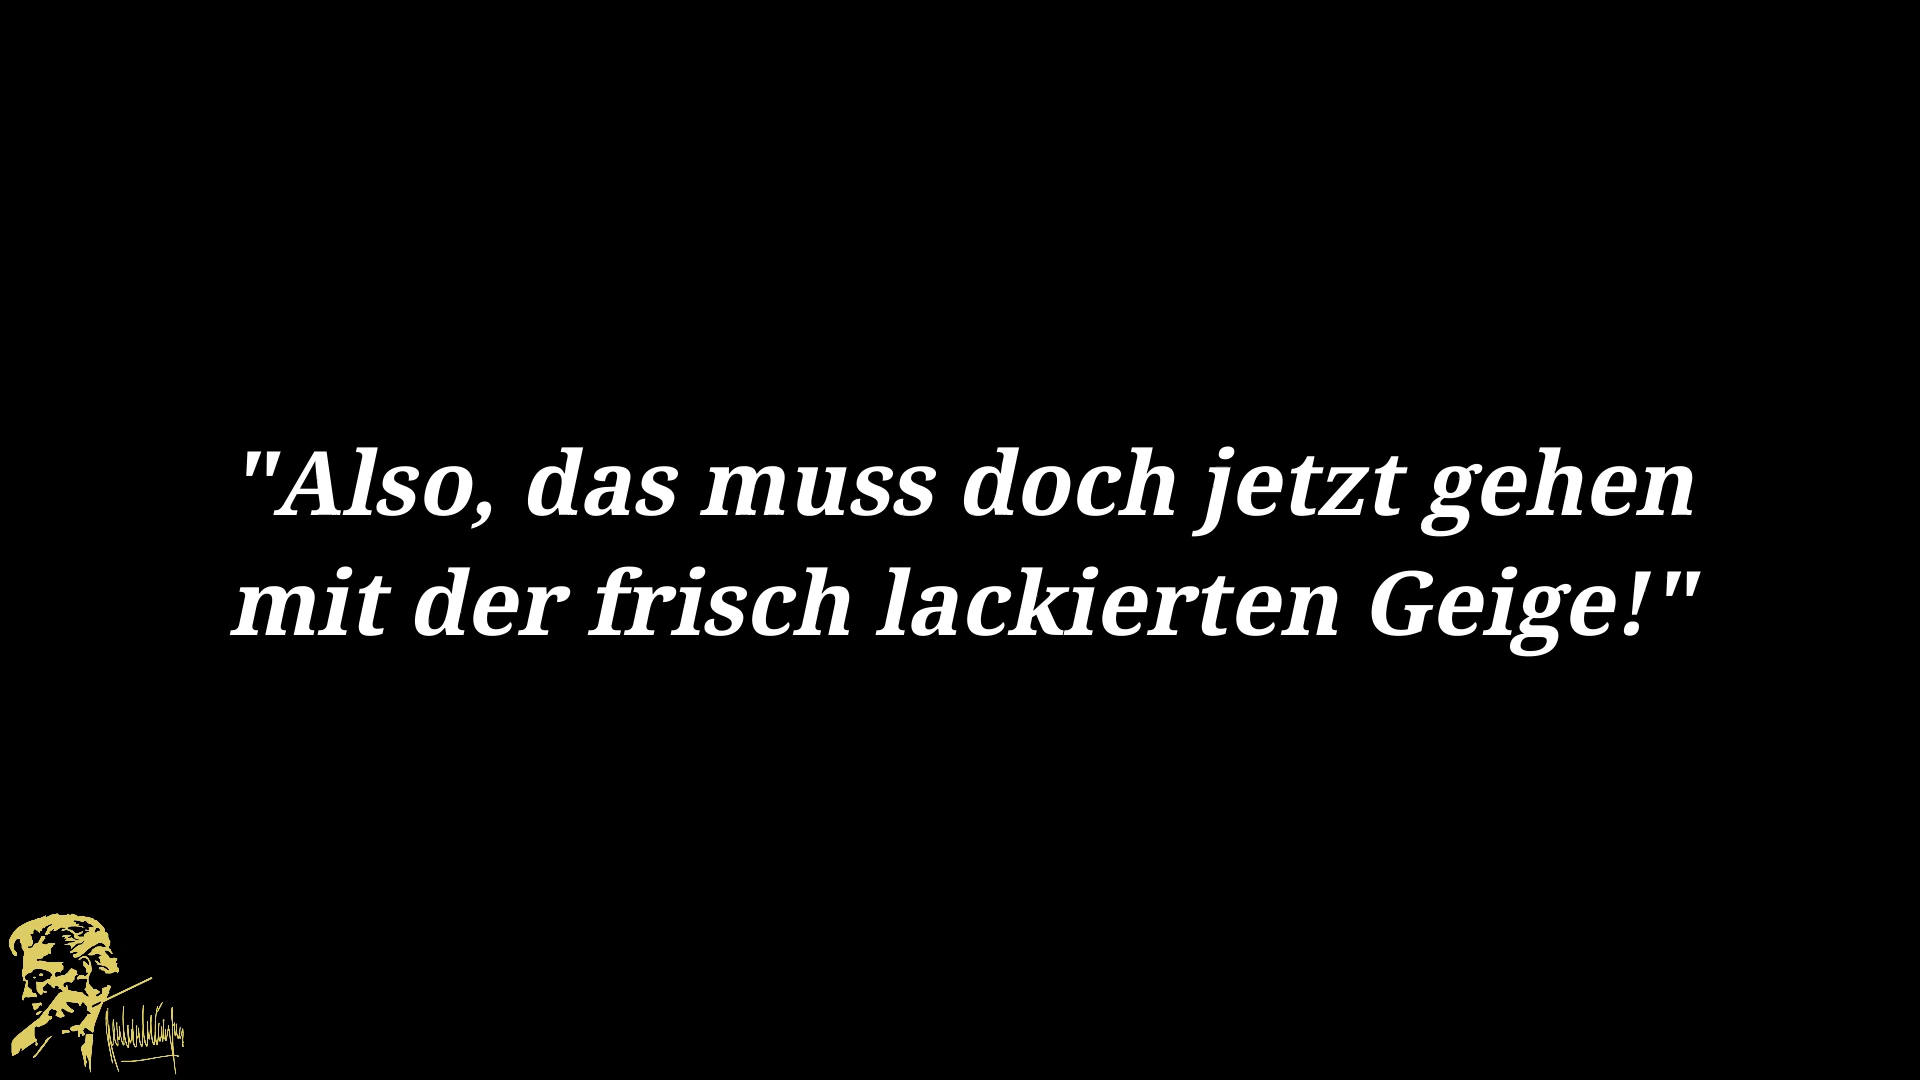 "Also, das muss doch jetzt gehen
mit der frisch lackierten Geige!"